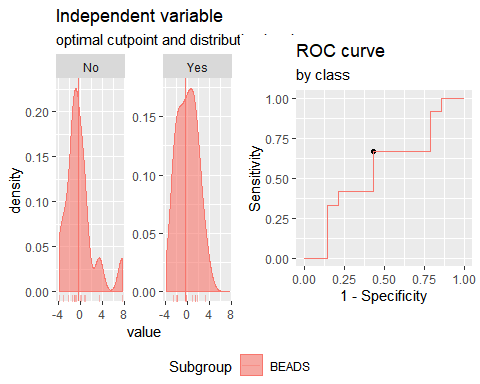 Independent variable
optimal cutpoint and distribut
No
Yes
density
0.20
0.15
0.10
0.05
0.00
0.15
0.10
0.05
0.00
-4 0 4 8
-4 0 4 8
value
ROC curve
by class
Sensitivity
1.00
0.75
0.50
0.25
0.00
0.00 0.25 0.50 0.75 1.00
1 - Specificity
Subgroup BEADS